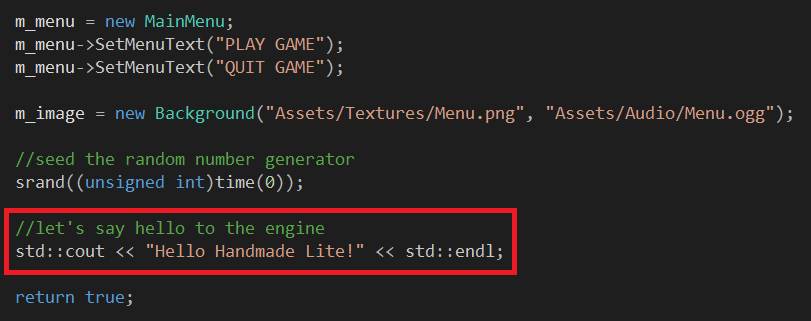 m_menu = new MainMenu;
m_menu->SetMenuText("PLAY GAME");
m_menu->SetMenuText("QUIT GAME");
m_image = new Background("Assets/Textures/Menu.png", "Assets/Audio/Menu.ogg");
//seed the random number generator
srand((unsigned int)time(0));
//let's say hello to the engine
std::cout << "Hello Handmade Lite!" << std::endl;
return true;